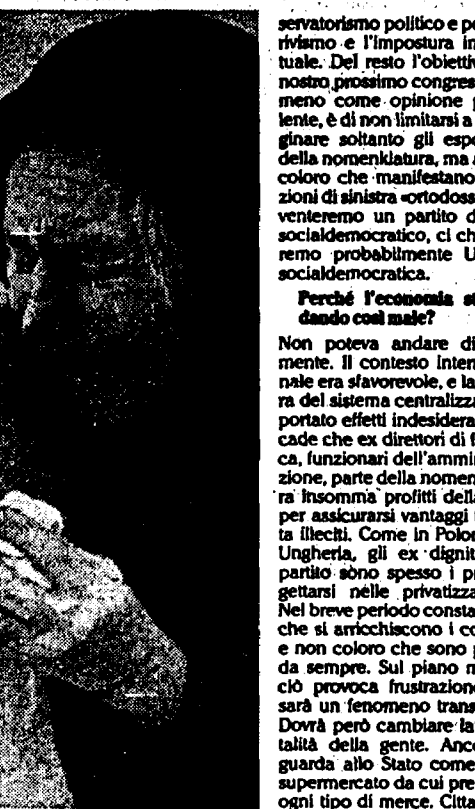 servatorismo politico e pe
rivismo e l'impostura in
tuale. Del resto l'obiettiv
nostro prossimo congres
meno come opinione p
lente, è di non limitarsi a
ginare soltanto gli espo
della nomenklatura, ma a
coloro che manifestano
zioni di sinistra «ortodoss
venteremo un partito d
socialdemocratico, ci ch
remo probabilmente U
socialdemocratica.
Perché l'economia st
dando così male?
Non poteva andare di
mente. Il contesto inter
nale era sfavorevole, e la
ra del sistema centralizza
portato effetti indesidera
cade che ex direttori di f
ca, funzionari dell'ammi
zione, parte della nomen
ra insomma profitti dell
per assicurarsi vantaggi
ta illeciti. Come in Polon
Ungheria, gli ex dignit
partito sono spesso i p
gettarsi nelle privatizza
Nel breve periodo consta
che si arricchiscono i co
e non coloro che sono p
da sempre. Sul piano m
ciò provoca frustrazion
sarà un fenomeno trans
Dovrà però cambiare la
talità della gente. Anco
guarda allo Stato come
supermercato da cui pre
ogni tipo di merce. Citta